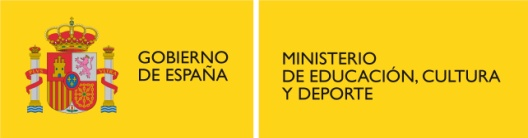 GOBIERNO
DE ESPAÑA
MINISTERIO
DE EDUCACIÓN, CULTURA
Y DEPORTE